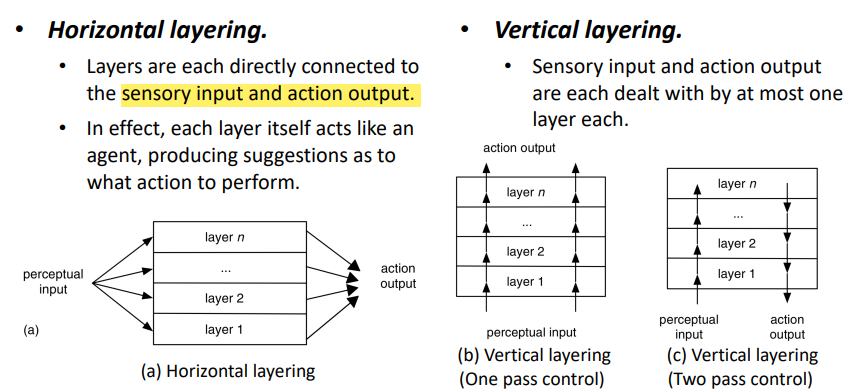 • Horizontal layering.
• Layers are each directly connected to
the sensory input and action output.
• In effect, each layer itself acts like an
agent, producing suggestions as to
what action to perform.
layer n
...
layer 2
layer 1
perceptual
input
action
output
(a)
(a) Horizontal layering
• Vertical layering.
• Sensory input and action output
are each dealt with by at most one
layer each.
action output
layer n
...
layer 2
layer 1
perceptual input
(b) Vertical layering
(One pass control)
layer n
...
layer 2
layer 1
perceptual
input
action
output
(c) Vertical layering
(Two pass control)